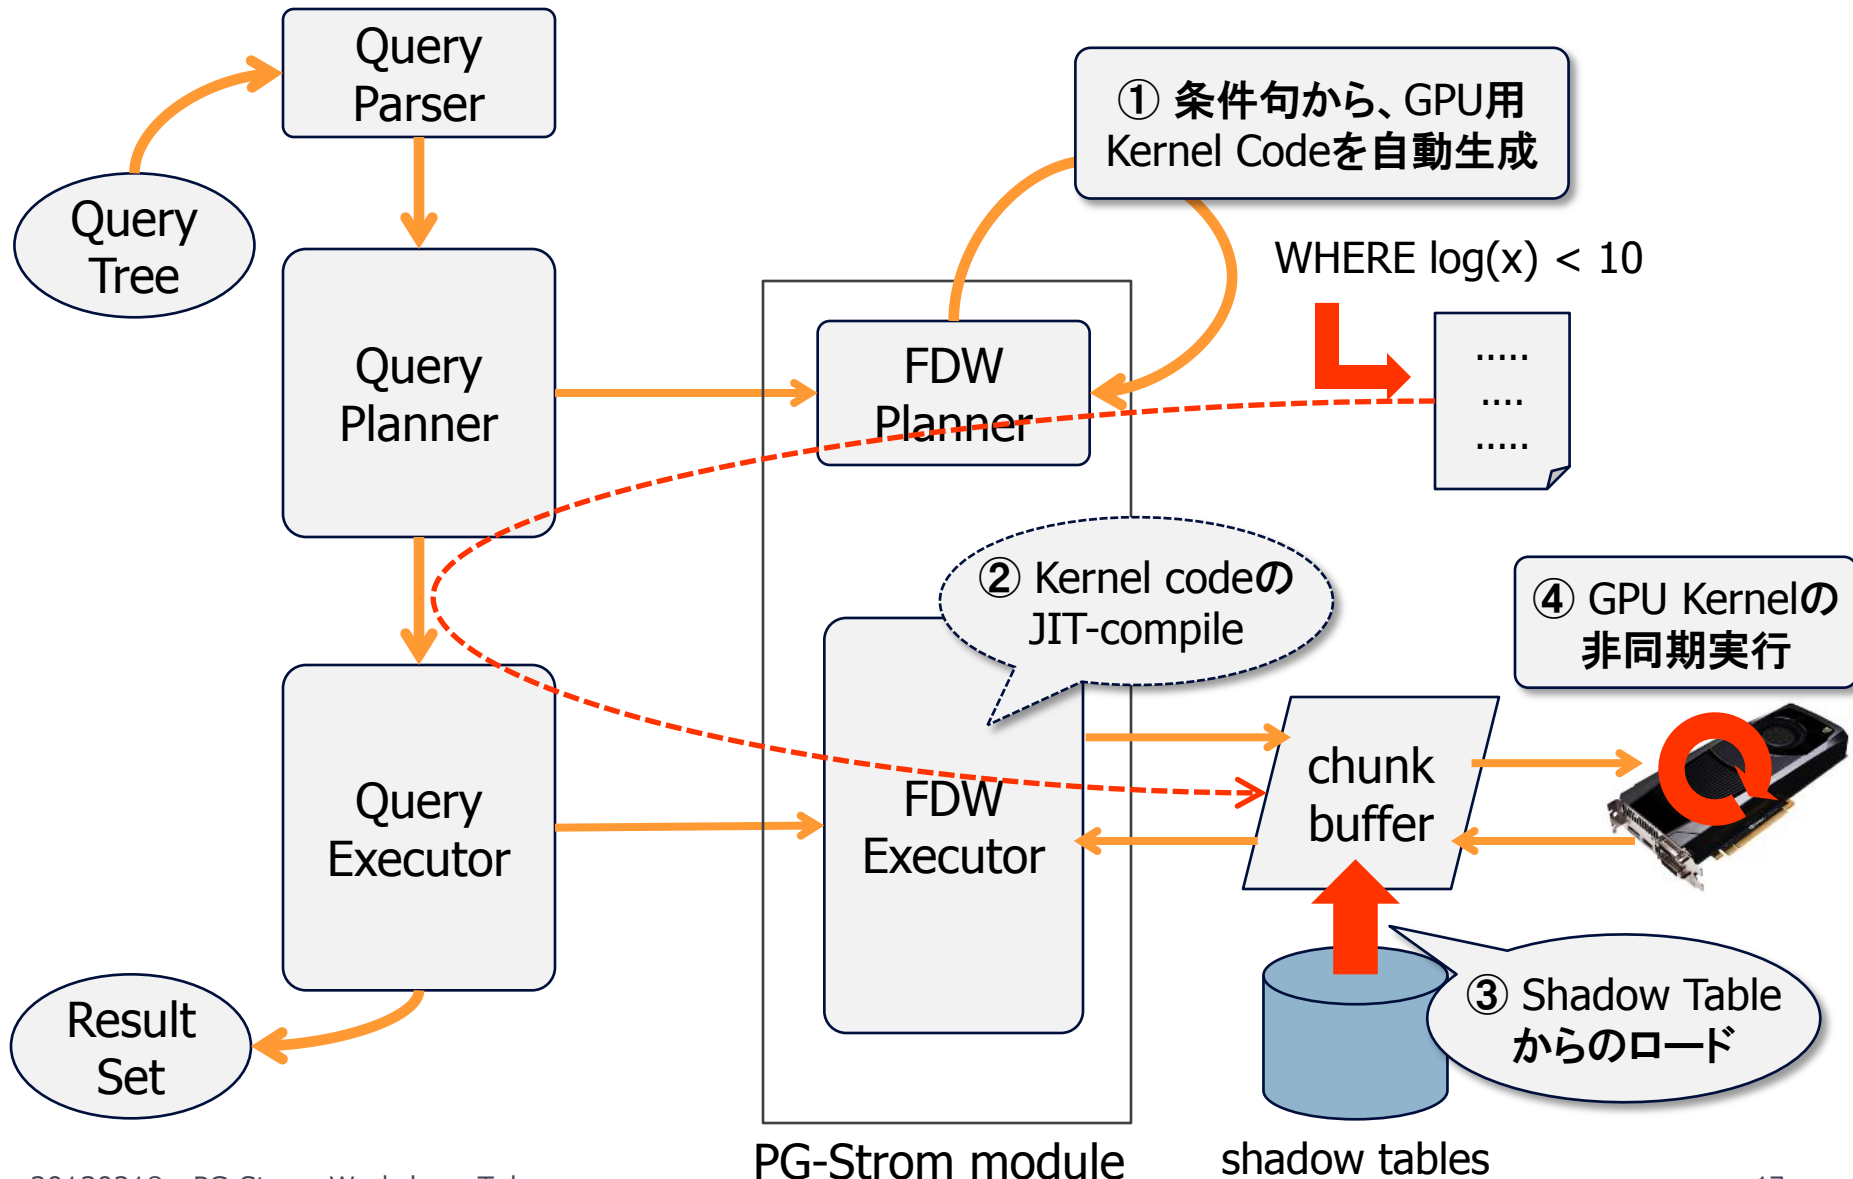 Query
Parser
① 条件句から、GPU用
Kernel Codeを自動生成
Query
Tree
WHERE log(x) < 10
Query
Planner
FDW
Planner
.....
....
.....
② Kernel codeの
JIT-compile
④ GPU Kernelの
非同期実行
Query
Executor
FDW
Executor
chunk
buffer
Result
Set
③ Shadow Table
からのロード
PG-Strom module
shadow tables